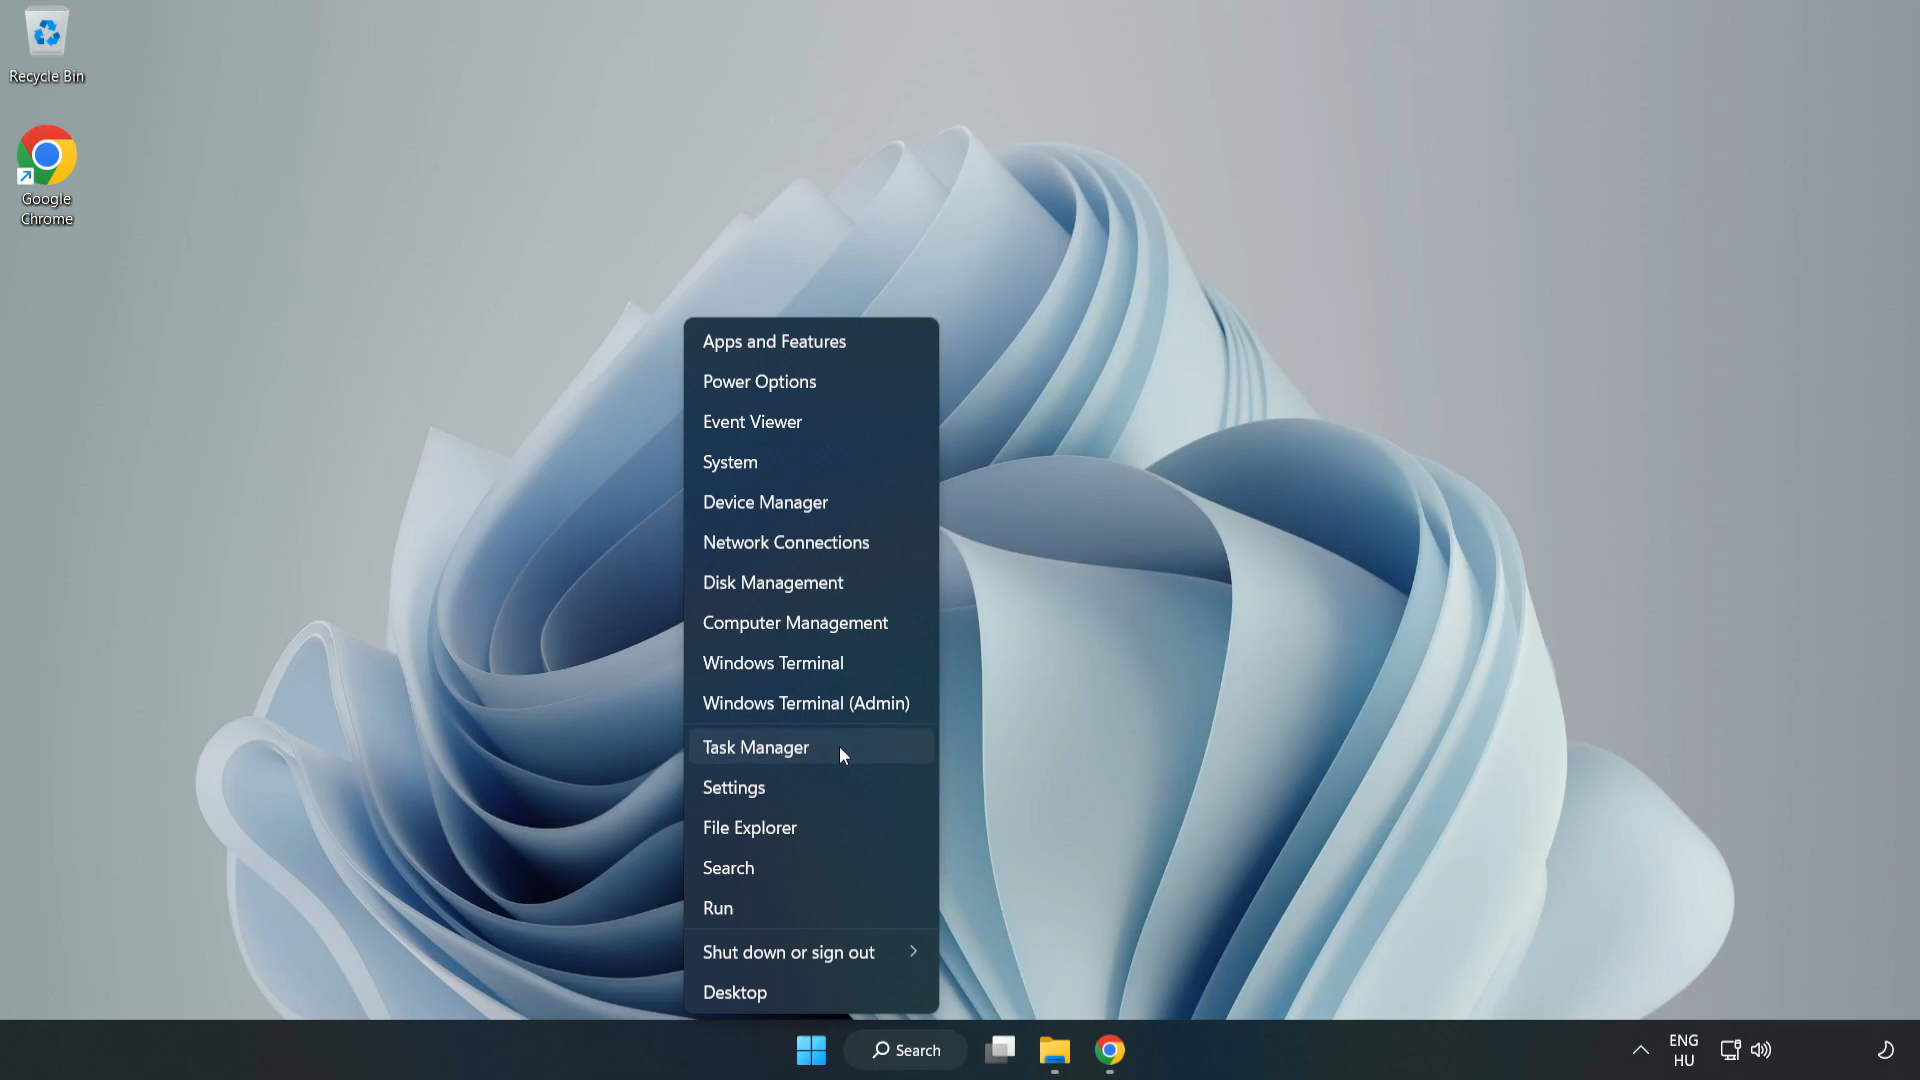 Recycle Bin
Google
Chrome
Apps and Features
Power Options
Event Viewer
System
Device Manager
Network Connections
Disk Management
Computer Management
Windows Terminal
Windows Terminal (Admin)
Task Manager
Settings
File Explorer
Search
Run
Shut down or sign out
Desktop
Search
ENG
HU